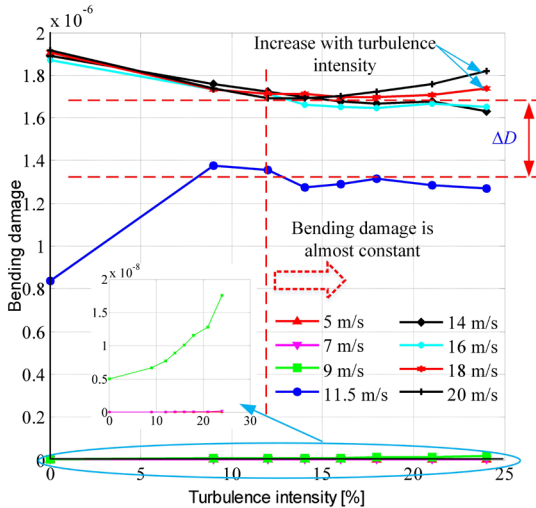 x 10⁻⁶
2
1.8
1.6
1.4
1.2
1
0.8
0.6
0.4
0.2
0
Bending damage
0
5
10
15
20
25
Turbulence intensity [%]
Increase with turbulence
intensity
ΔD
Bending damage is
almost constant
x 10⁻⁸
2
1.5
1
0.5
0
0
10
20
30
5 m/s
7 m/s
9 m/s
11.5 m/s
14 m/s
16 m/s
18 m/s
20 m/s